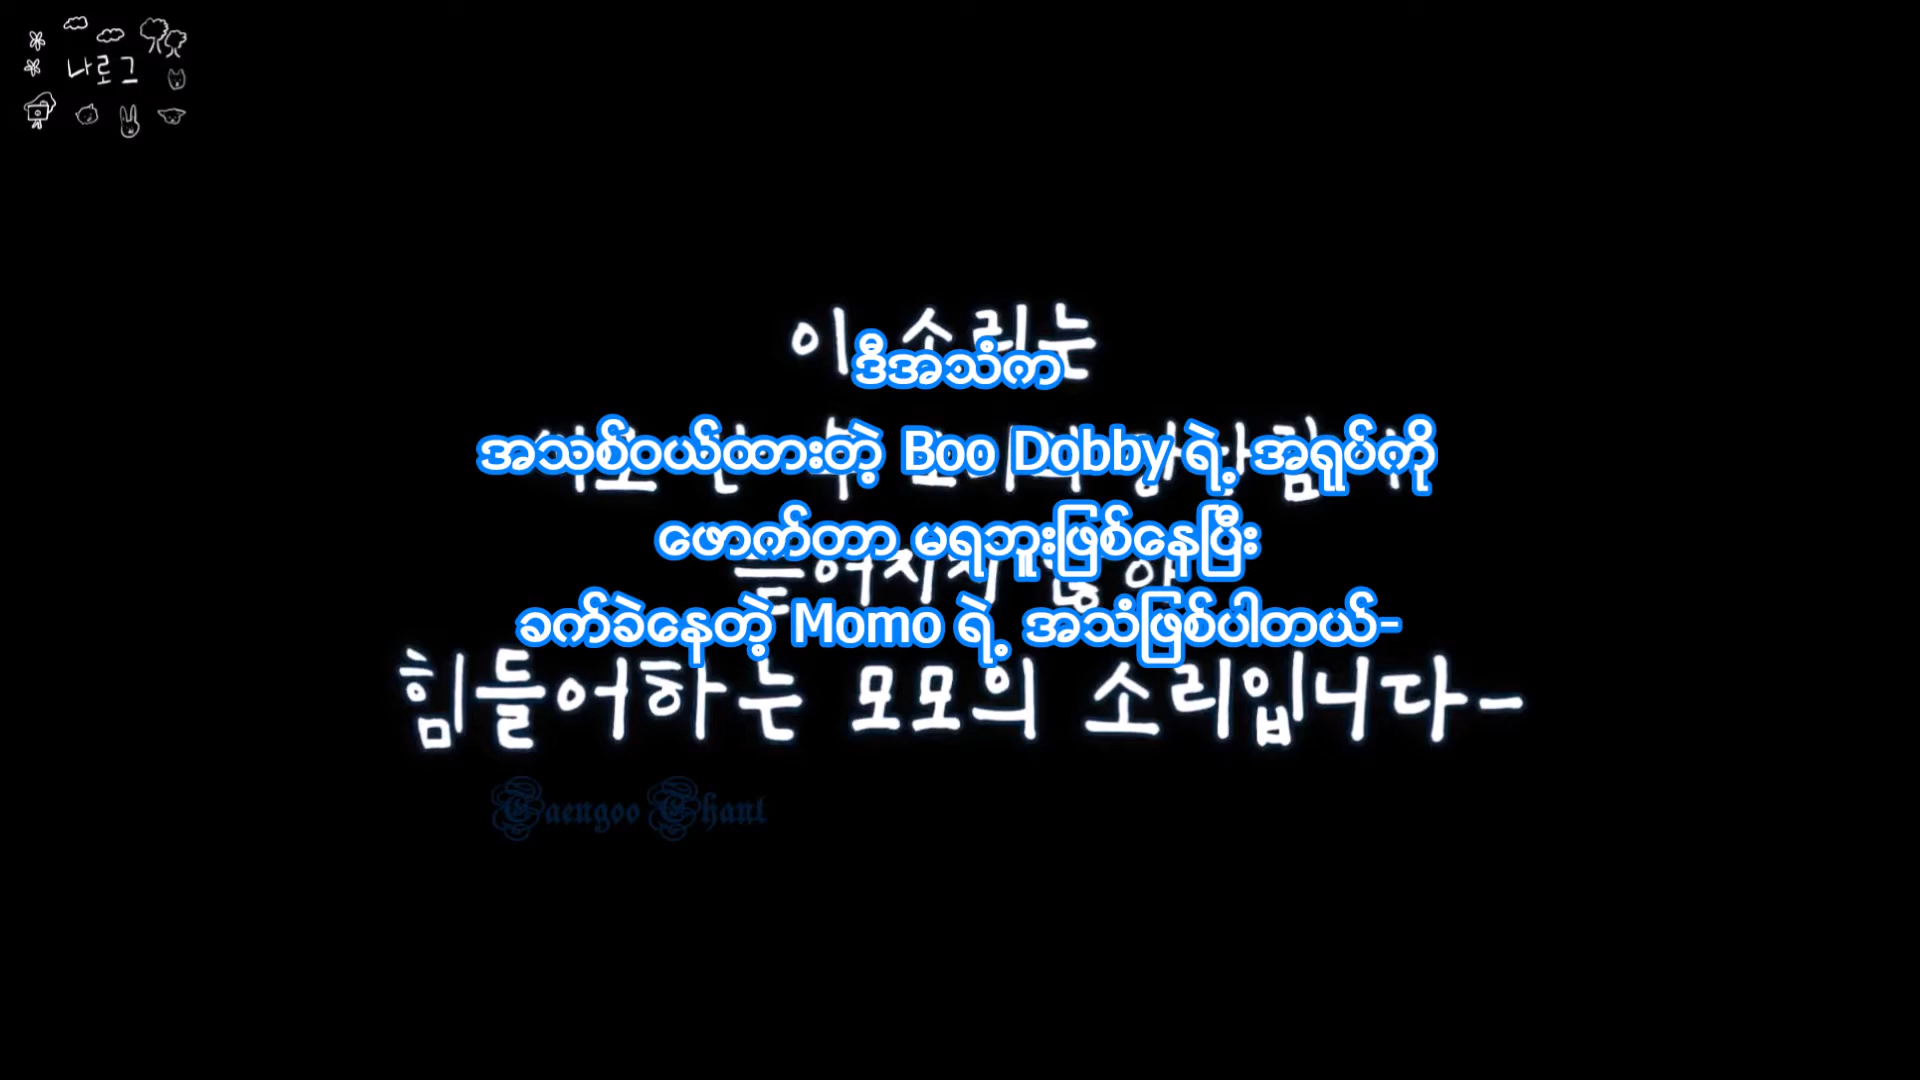 나로그
이 소리는
ဒီအသံက
အသစ်ဝယ်ထားတဲ့ Boo Dobby ရဲ့ အရုပ်ကို
ဖောက်တာ မရဘူးဖြစ်နေပြီး
ခက်ခဲနေတဲ့ Momo ရဲ့ အသံဖြစ်ပါတယ်-
힘들어하는 모모의 소리입니다-
Taengoo Thant